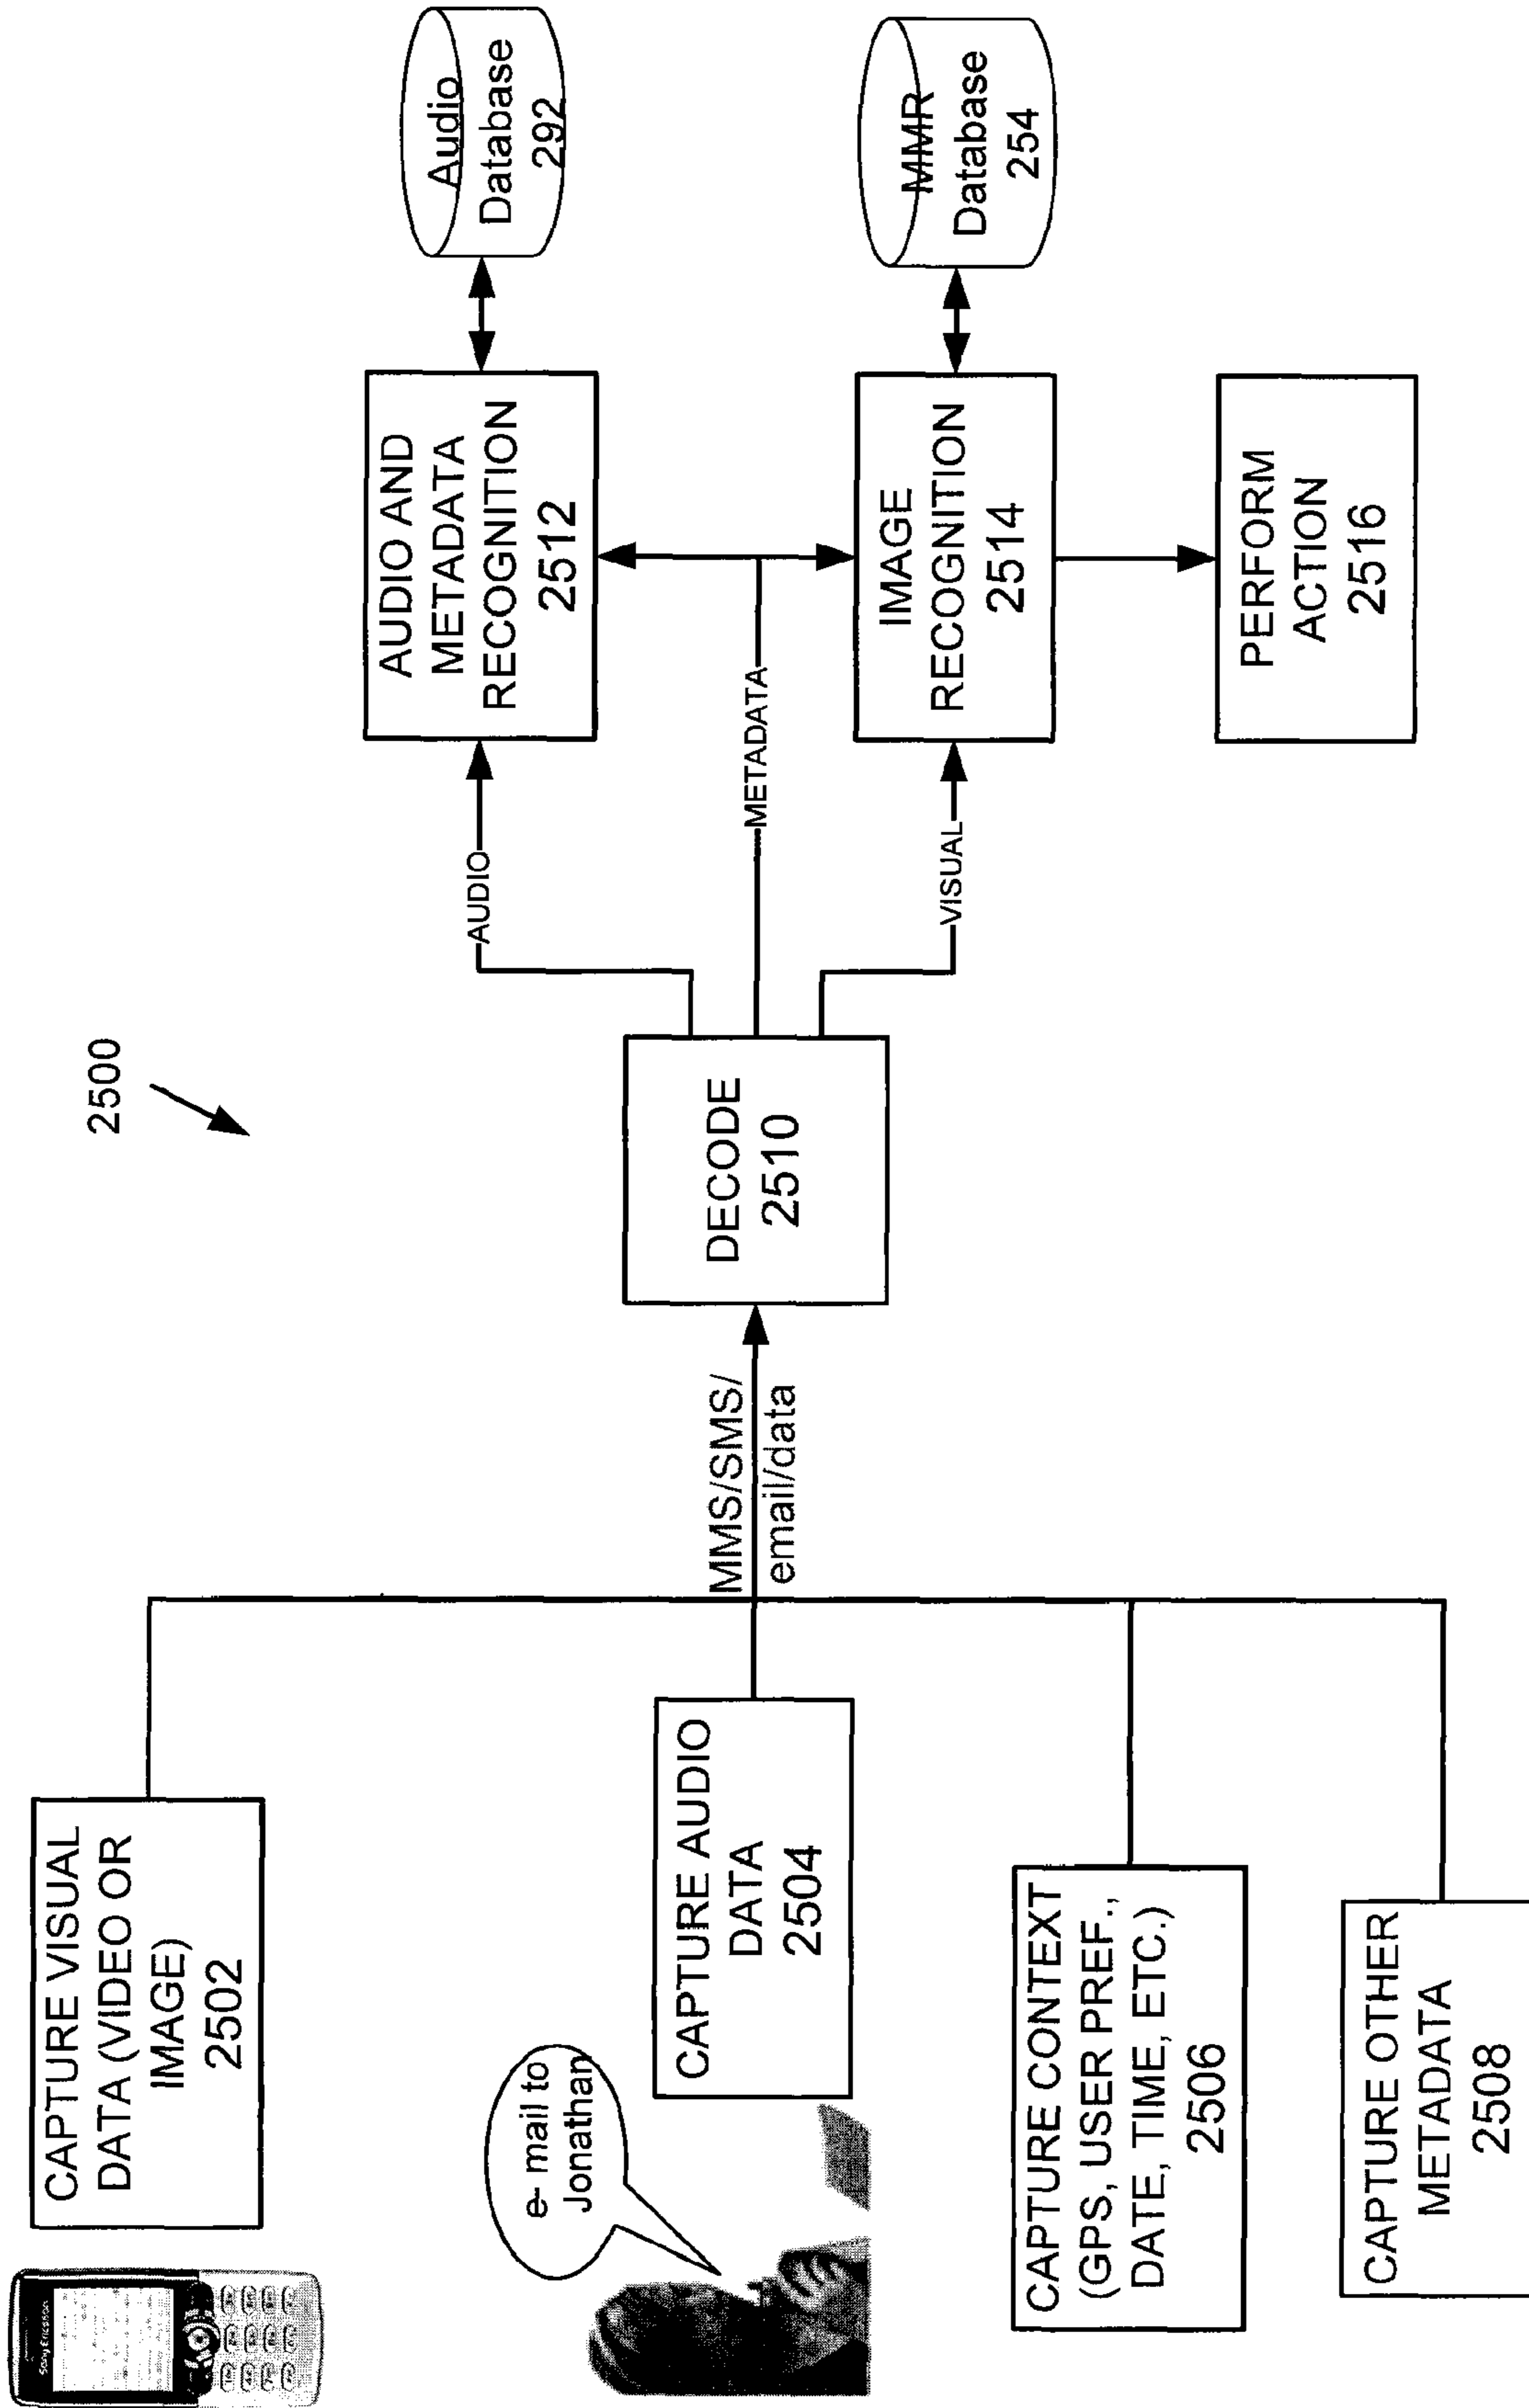 2500
Sony Ericsson
CAPTURE VISUAL
DATA (VIDEO OR
IMAGE)
2502
e- mail to
Jonathan
CAPTURE AUDIO
DATA
2504
CAPTURE CONTEXT
(GPS, USER PREF.,
DATE, TIME, ETC.)
2506
CAPTURE OTHER
METADATA
2508
MMS/SMS/
email/data
DECODE
2510
AUDIO
METADATA
VISUAL
AUDIO AND
METADATA
RECOGNITION
2512
Audio
Database
292
IMAGE
RECOGNITION
2514
MMR
Database
254
PERFORM
ACTION
2516